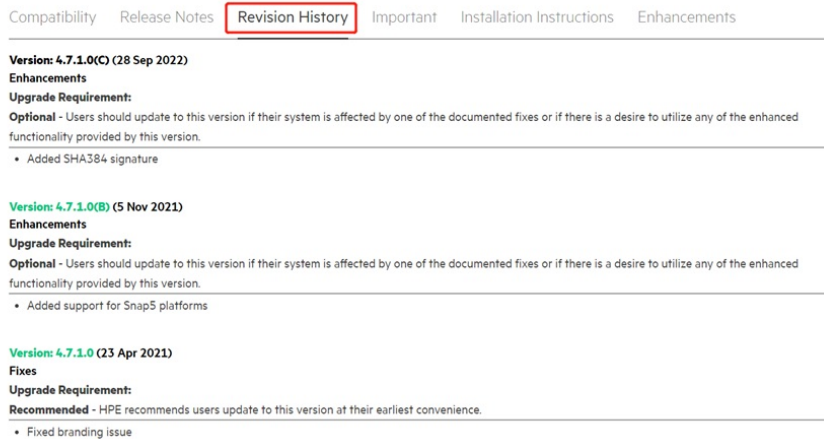 Compatibility Release Notes Revision History Important Installation Instructions Enhancements
Version: 4.7.1.0(C) (28 Sep 2022)
Enhancements
Upgrade Requirement:
Optional - Users should update to this version if their system is affected by one of the documented fixes or if there is a desire to utilize any of the enhanced
functionality provided by this version.
• Added SHA384 signature
Version: 4.7.1.0(B) (5 Nov 2021)
Enhancements
Upgrade Requirement:
Optional - Users should update to this version if their system is affected by one of the documented fixes or if there is a desire to utilize any of the enhanced
functionality provided by this version.
• Added support for Snap5 platforms
Version: 4.7.1.0 (23 Apr 2021)
Fixes
Upgrade Requirement:
Recommended - HPE recommends users update to this version at their earliest convenience.
• Fixed branding issue